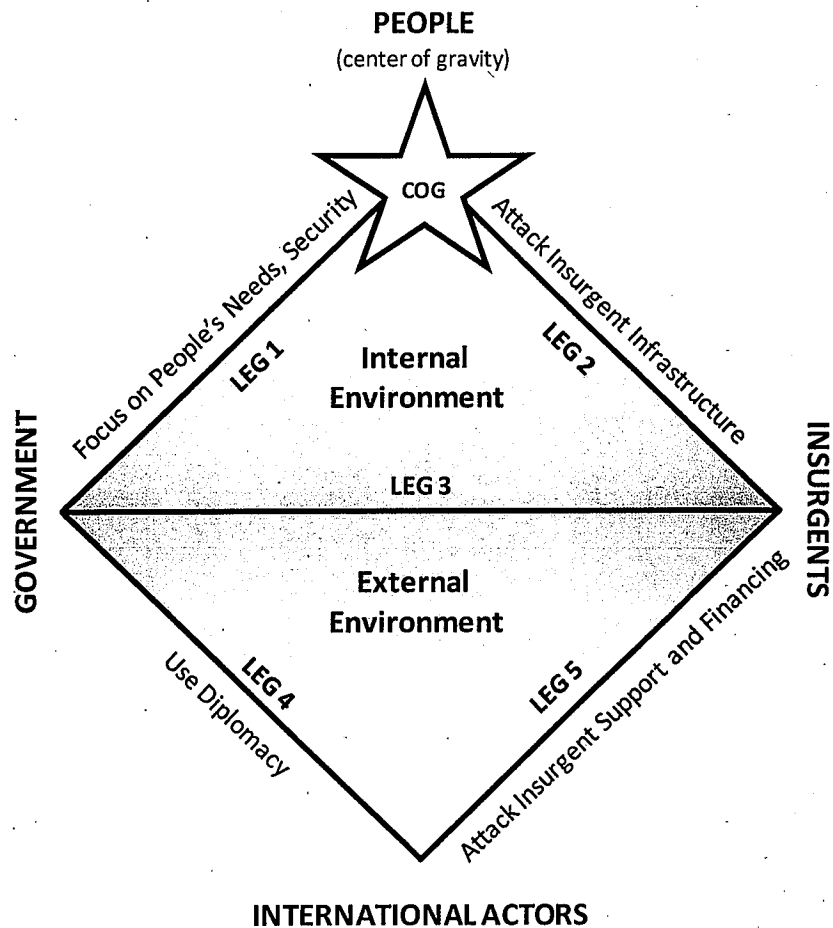 PEOPLE
(center of gravity)
COG
Focus on People's Needs, Security
Attack Insurgent Infrastructure
LEG 1
LEG 2
Internal
Environment
GOVERNMENT
INSURGENTS
LEG 3
External
Environment
LEG 4
LEG 5
Use Diplomacy
Attack Insurgent Support and Financing
INTERNATIONAL ACTORS